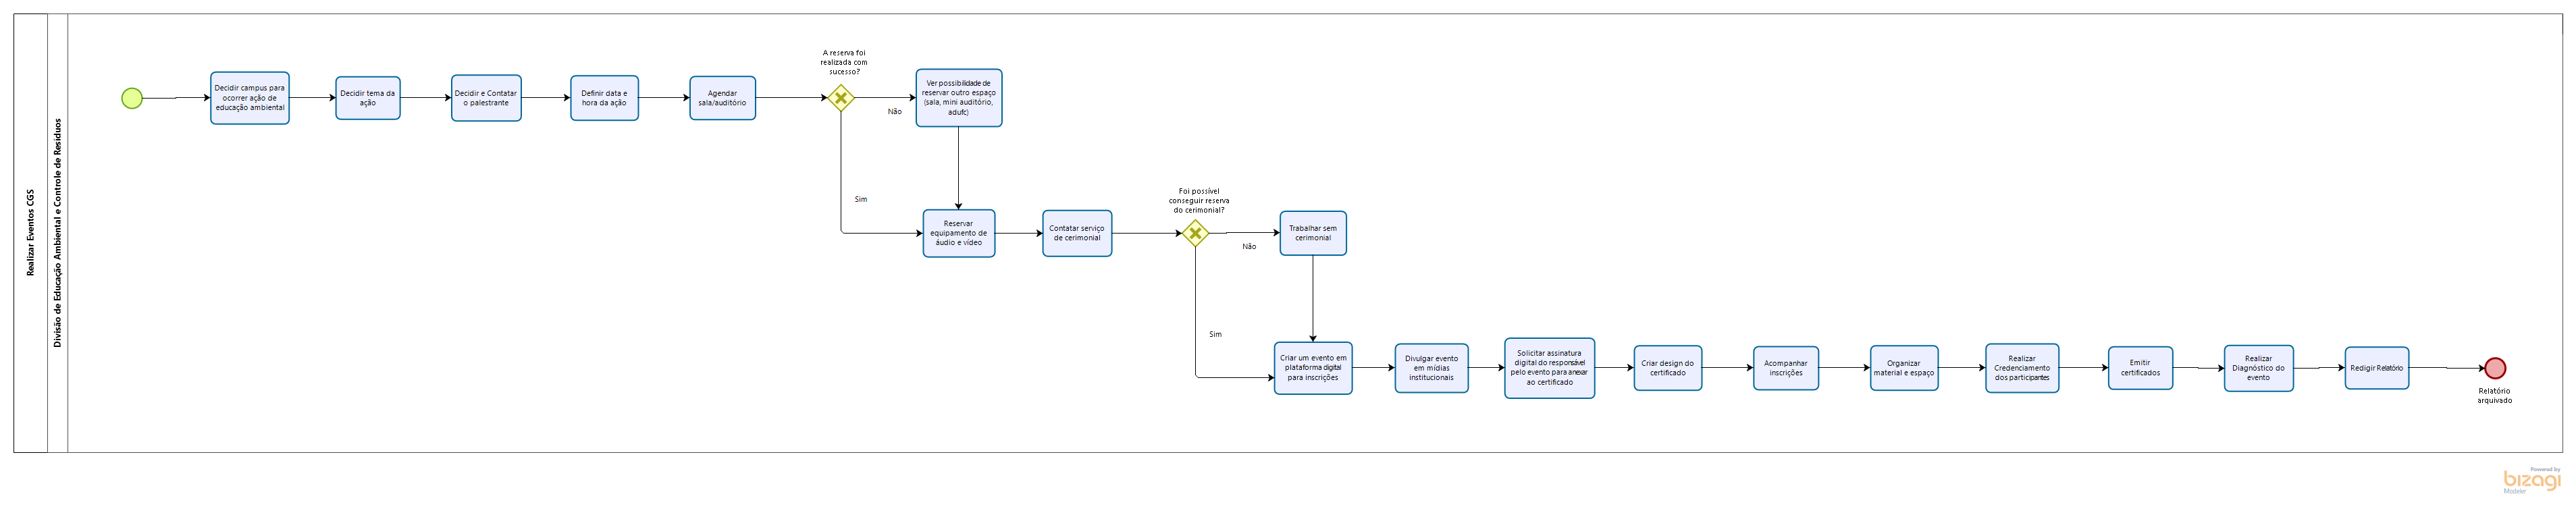 Realizar Eventos CGS
Divisão de Educação Ambiental e Controle de Resíduos
Decidir campus para
ocorrer ação de
educação ambiental
Decidir tema da
ação
Decidir e Contatar
o palestrante
Definir data e
hora da ação
Agendar
sala/auditório
A reserva foi
realizada com
sucesso?
Não
Sim
Ver possibilidade de
reservar outro espaço
(sala, mini auditório,
adufc)
Reservar
equipamento de
áudio e vídeo
Contatar serviço
de cerimonial
Foi possível
conseguir reserva
do cerimonial?
Não
Sim
Trabalhar sem
cerimonial
Criar um evento em
plataforma digital
para inscrições
Divulgar evento
em mídias
institucionais
Solicitar assinatura
digital do responsável
pelo evento para anexar
ao certificado
Criar design do
certificado
Acompanhar
inscrições
Organizar
material e espaço
Realizar
Credenciamento
dos participantes
Emitir
certificados
Realizar
Diagnóstico do
evento
Redigir Relatório
Relatório
arquivado
Powered by
bizagi
Modeler